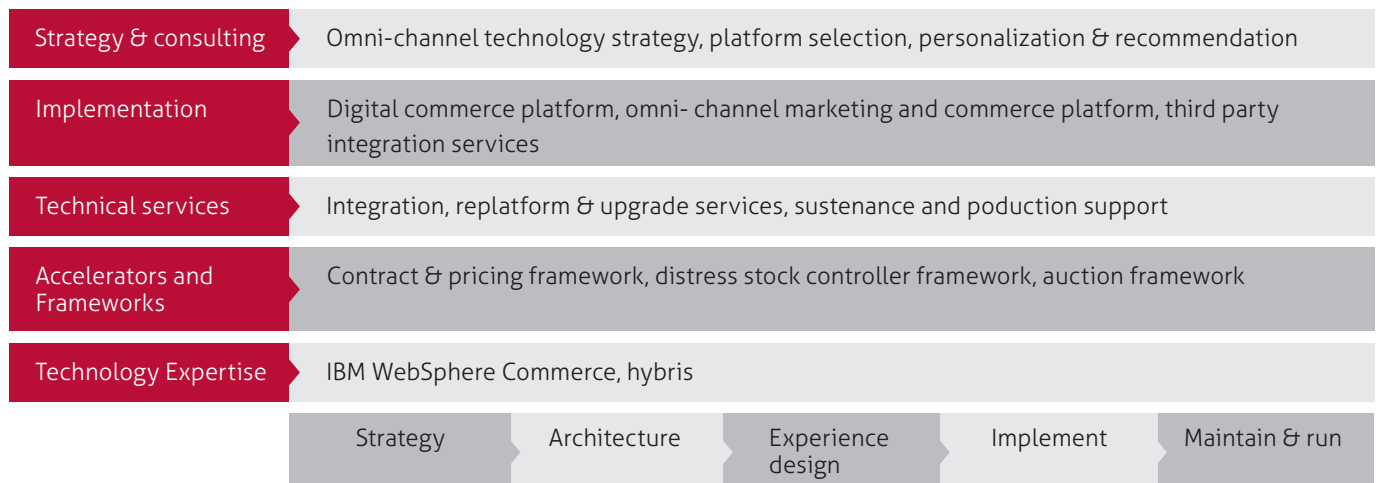 Strategy & consulting
Omni-channel technology strategy, platform selection, personalization & recommendation
Implementation
Digital commerce platform, omni- channel marketing and commerce platform, third party
integration services
Technical services
Integration, replatform & upgrade services, sustenance and poduction support
Accelerators and
Frameworks
Contract & pricing framework, distress stock controller framework, auction framework
Technology Expertise
IBM WebSphere Commerce, hybris
Strategy
Architecture
Experience
design
Implement
Maintain & run